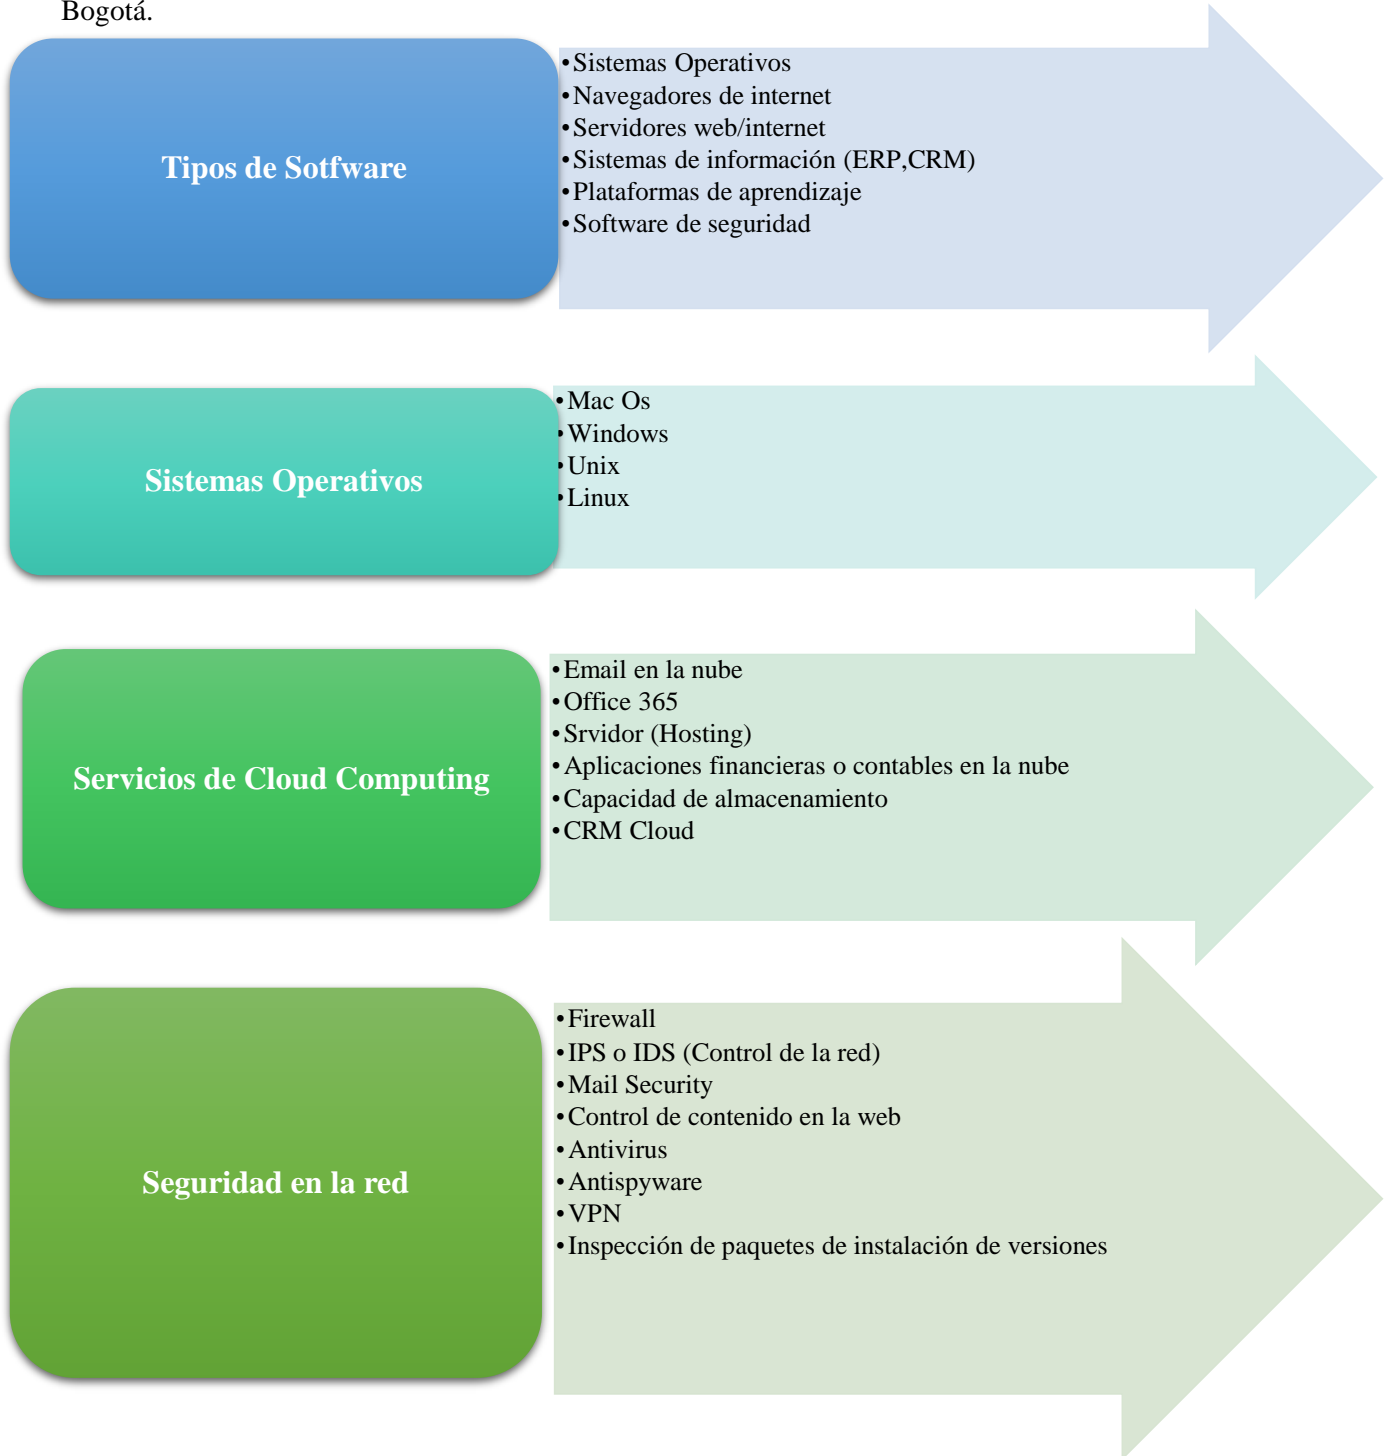 Bogotá.
Tipos de Sotfware
•Sistemas Operativos
•Navegadores de internet
•Servidores web/internet
•Sistemas de información (ERP,CRM)
•Plataformas de aprendizaje
•Software de seguridad
Sistemas Operativos
•Mac Os
•Windows
•Unix
•Linux
Servicios de Cloud Computing
•Email en la nube
•Office 365
•Srvidor (Hosting)
•Aplicaciones financieras o contables en la nube
•Capacidad de almacenamiento
•CRM Cloud
Seguridad en la red
•Firewall
•IPS o IDS (Control de la red)
•Mail Security
•Control de contenido en la web
•Antivirus
•Antispyware
•VPN
•Inspección de paquetes de instalación de versiones